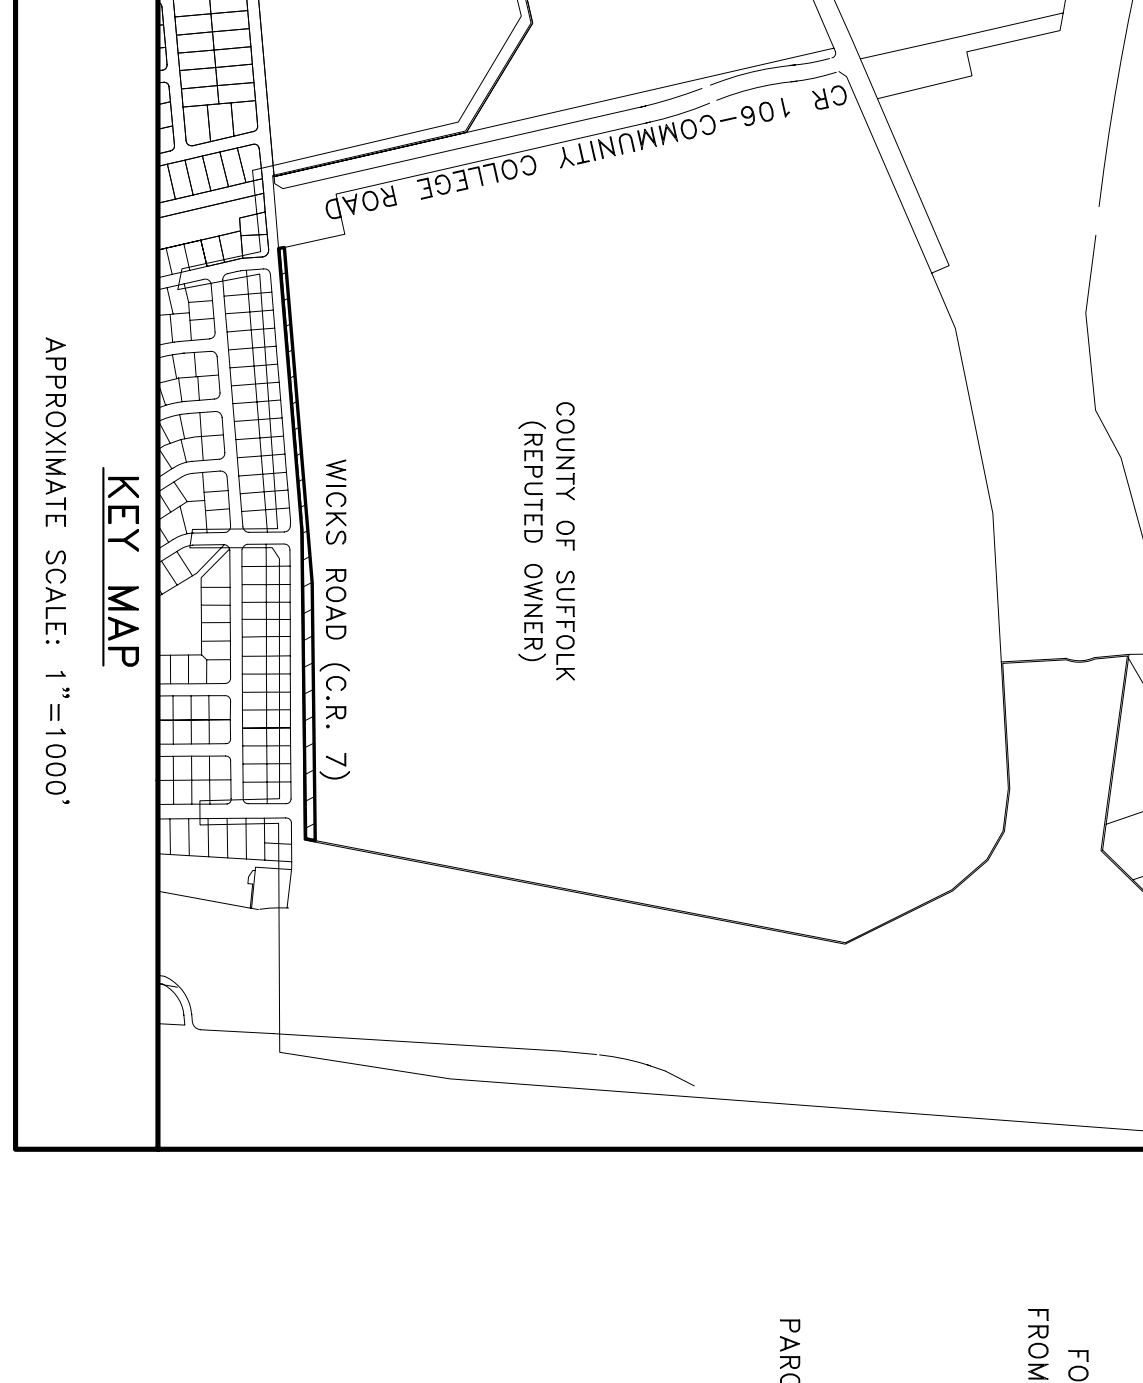 CR 106-COMMUNITY COLLEGE ROAD
COUNTY OF SUFFOLK
(REPUTED OWNER)
WICKS ROAD (C.R. 7)
KEY MAP
APPROXIMATE SCALE: 1"=1000'
FO
FROM
PARC